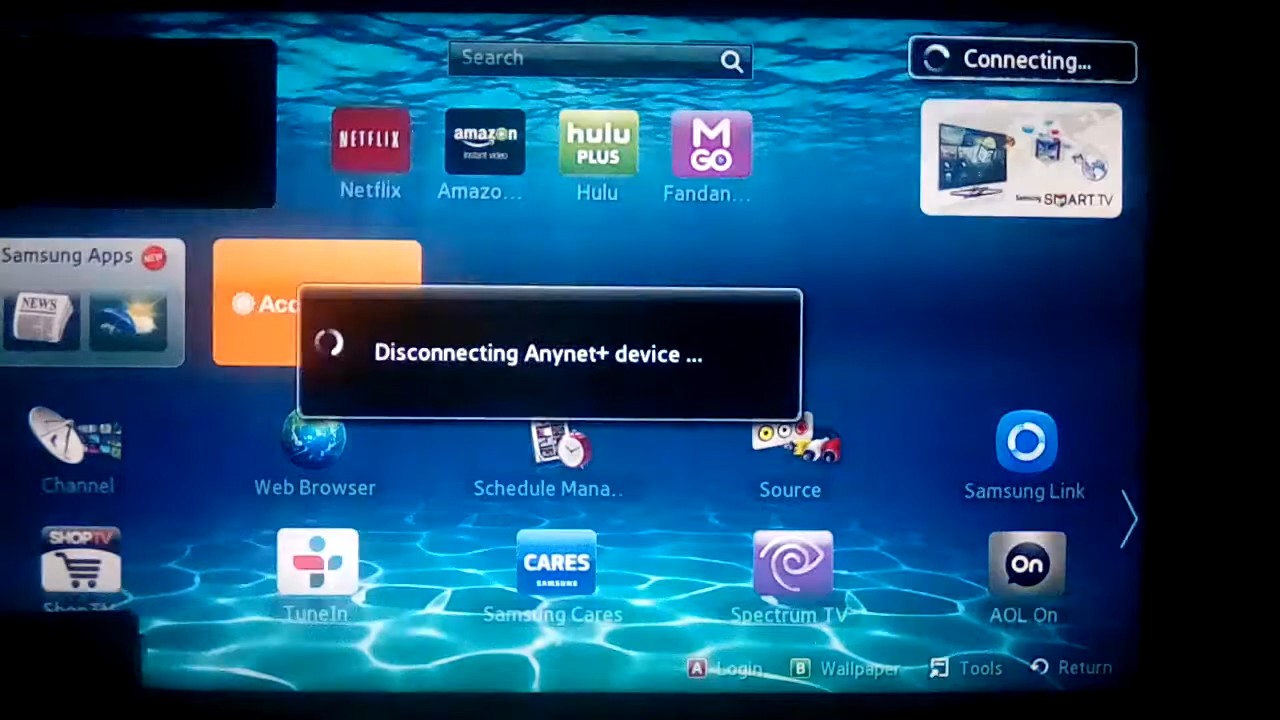 Search
Connecting...
NETFLIX
amazon
instant video
hulu
PLUS
M
GO
Netflix
Amazo...
Hulu
Fandan...
Samsung SMART TV
Samsung Apps
NEW
NEWS
Acc
Disconnecting Anynet+ device ...
Channel
Web Browser
Schedule Mana..
Source
Samsung Link
SHOPTV
CARES
SAMSUNG
On
TuneIn
Samsung Cares
Spectrum TV
AOL On
A Login
B Wallpaper
Tools
Return